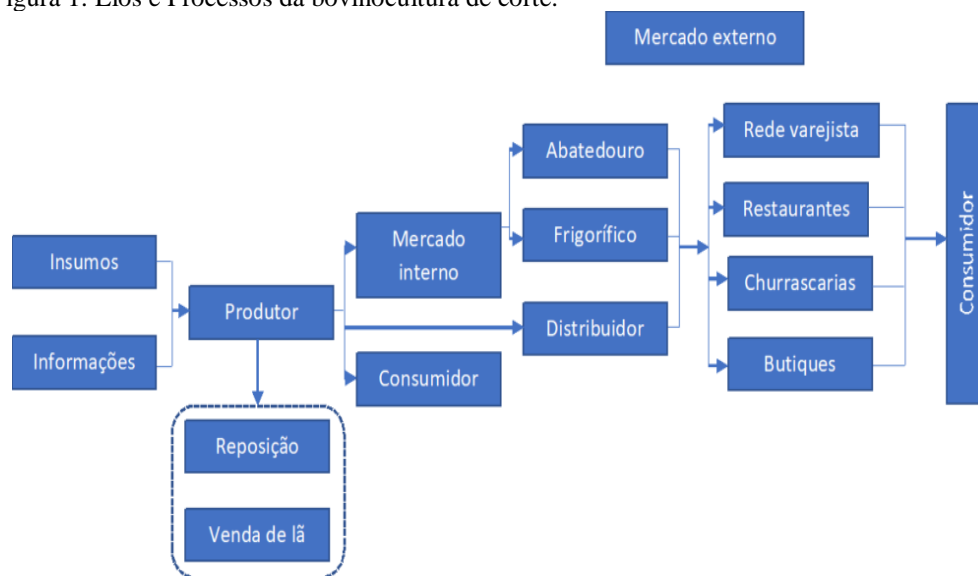 igura 1: Elos e Processos da bovinocultura de corte.
Mercado externo
Rede varejista
Abatedouro
Restaurantes
Mercado
interno
Frigorífico
Insumos
Churrascarias
Produtor
Distribuidor
Informações
Consumidor
Butiques
Consumidor
Reposição
Venda de lã